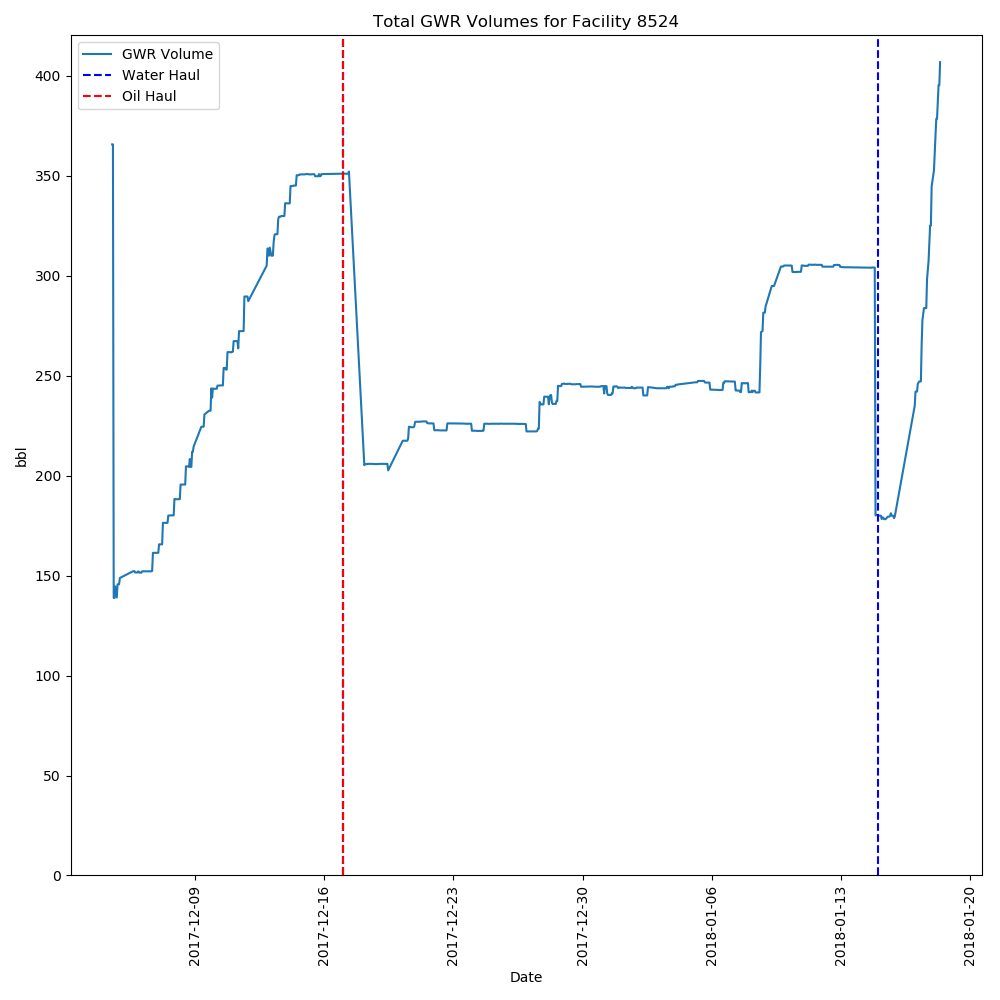 Total GWR Volumes for Facility 8524
GWR Volume
Water Haul
Oil Haul
400
350
300
250
200
150
100
50
0
bbl
2017-12-09
2017-12-16
2017-12-23
2017-12-30
2018-01-06
2018-01-13
2018-01-20
Date